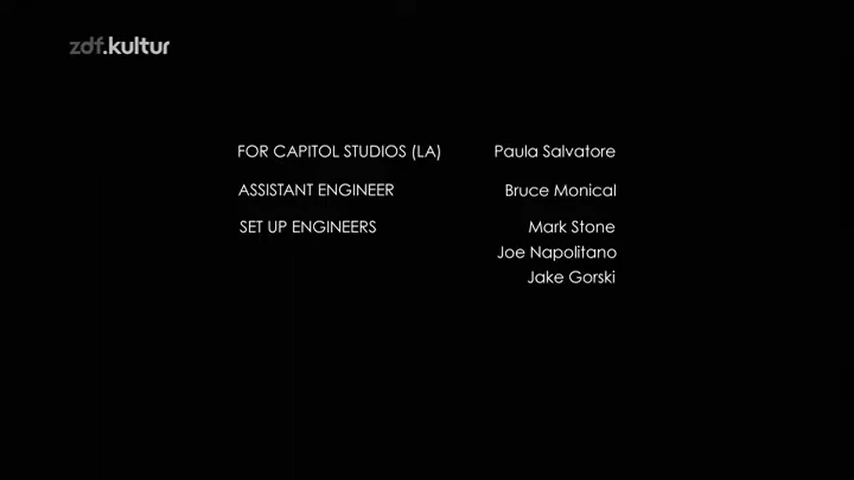 zdf.kultur
FOR CAPITOL STUDIOS (LA) Paula Salvatore
ASSISTANT ENGINEER Bruce Monical
SET UP ENGINEERS Mark Stone
Joe Napolitano
Jake Gorski